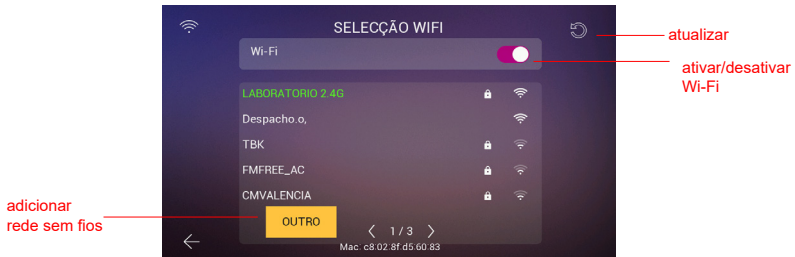 SELECÇÃO WIFI
atualizar
Wi-Fi
ativar/desativar
Wi-Fi
LABORATORIO 2.4G
Despacho.o,
TBK
FMFREE_AC
CMVALENCIA
adicionar
rede sem fios
OUTRO
1 / 3
Mac: c8:02:8f:d5:60:83